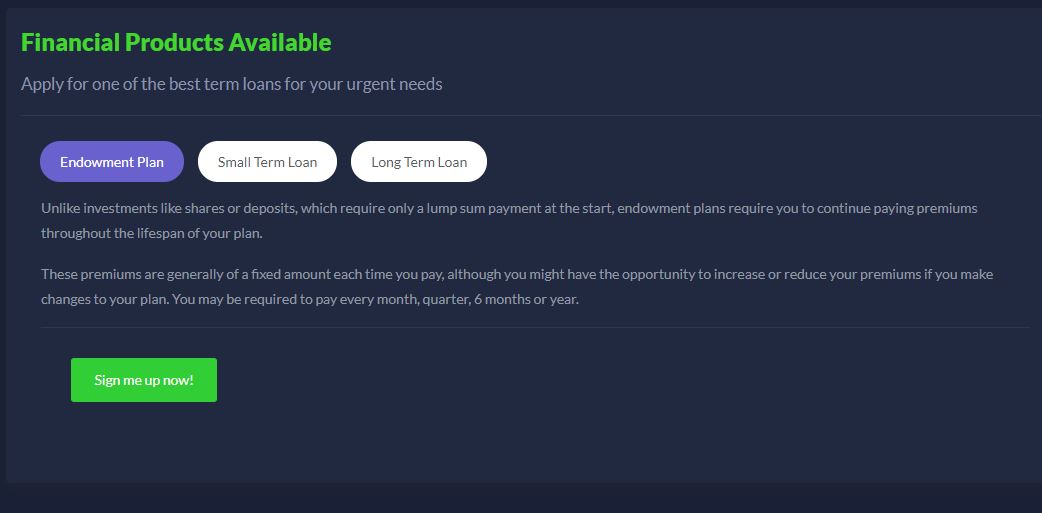 Financial Products Available
Apply for one of the best term loans for your urgent needs
Endowment Plan Small Term Loan Long Term Loan
Unlike investments like shares or deposits, which require only a lump sum payment at the start, endowment plans require you to continue paying premiums
throughout the lifespan of your plan.
These premiums are generally of a fixed amount each time you pay, although you might have the opportunity to increase or reduce your premiums if you make
changes to your plan. You may be required to pay every month, quarter, 6 months or year.
Sign me up now!